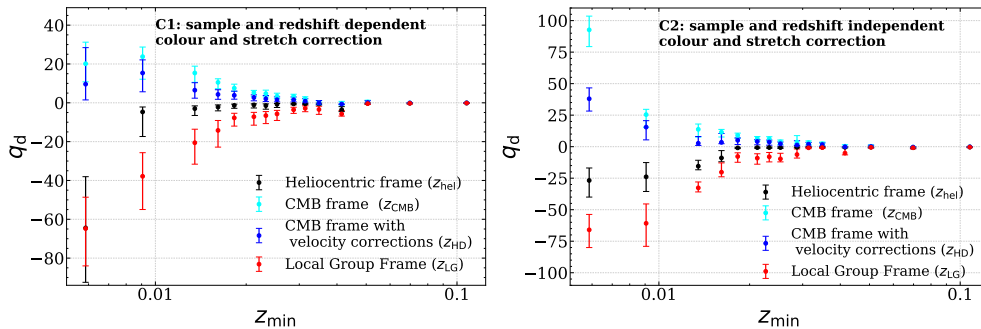 C1: sample and redshift dependent
colour and stretch correction
40
20
0
−20
−40
−60
−80
q_d
Heliocentric frame (z_hel)
CMB frame (z_CMB)
CMB frame with
velocity corrections (z_HD)
Local Group Frame (z_LG)
0.01
0.1
z_min
C2: sample and redshift independent
colour and stretch correction
100
75
50
25
0
−25
−50
−75
−100
q_d
Heliocentric frame (z_hel)
CMB frame (z_CMB)
CMB frame with
velocity corrections (z_HD)
Local Group Frame (z_LG)
0.01
0.1
z_min